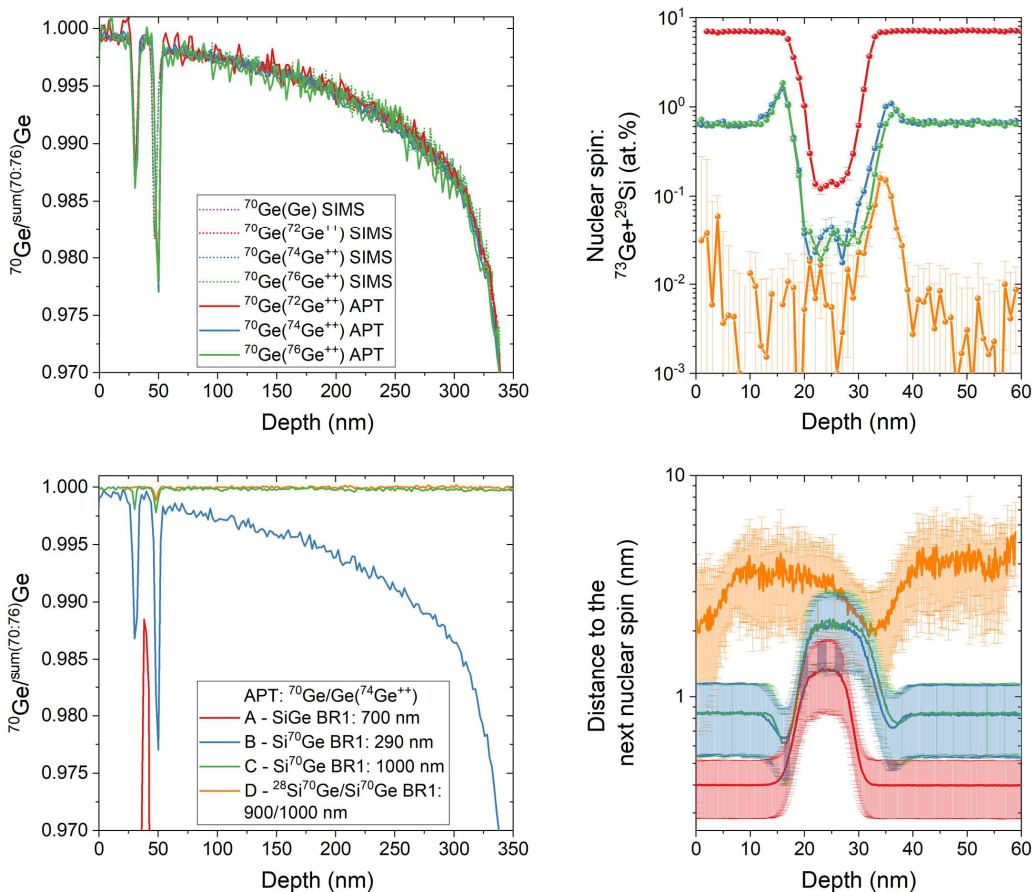 ⁷⁰Ge/sum(70:76)Ge
1.000
0.995
0.990
0.985
0.980
0.975
0.970
⁷⁰Ge(Ge) SIMS
⁷⁰Ge(⁷²Ge⁺⁺) SIMS
⁷⁰Ge(⁷⁴Ge⁺⁺) SIMS
⁷⁰Ge(⁷⁶Ge⁺⁺) SIMS
⁷⁰Ge(⁷²Ge⁺⁺) APT
⁷⁰Ge(⁷⁴Ge⁺⁺) APT
⁷⁰Ge(⁷⁶Ge⁺⁺) APT
0 50 100 150 200 250 300 350
Depth (nm)
Nuclear spin:
⁷³Ge+²⁹Si (at.%)
10¹
10⁰
10⁻¹
10⁻²
10⁻³
0 10 20 30 40 50 60
Depth (nm)
⁷⁰Ge/sum(70:76)Ge
1.000
0.995
0.990
0.985
0.980
0.975
0.970
APT: ⁷⁰Ge/Ge(⁷⁴Ge⁺⁺)
A - SiGe BR1: 700 nm
B - Si⁷⁰Ge BR1: 290 nm
C - Si⁷⁰Ge BR1: 1000 nm
D - ²⁸Si⁷⁰Ge/Si⁷⁰Ge BR1:
900/1000 nm
0 50 100 150 200 250 300 350
Depth (nm)
Distance to the
next nuclear spin (nm)
10
1
0 10 20 30 40 50 60
Depth (nm)